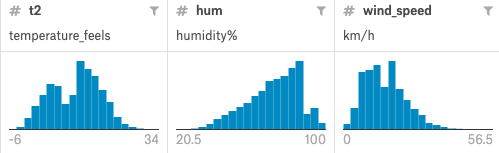 # t2
temperature_feels
-6 34
# hum
humidity%
20.5 100
# wind_speed
km/h
0 56.5